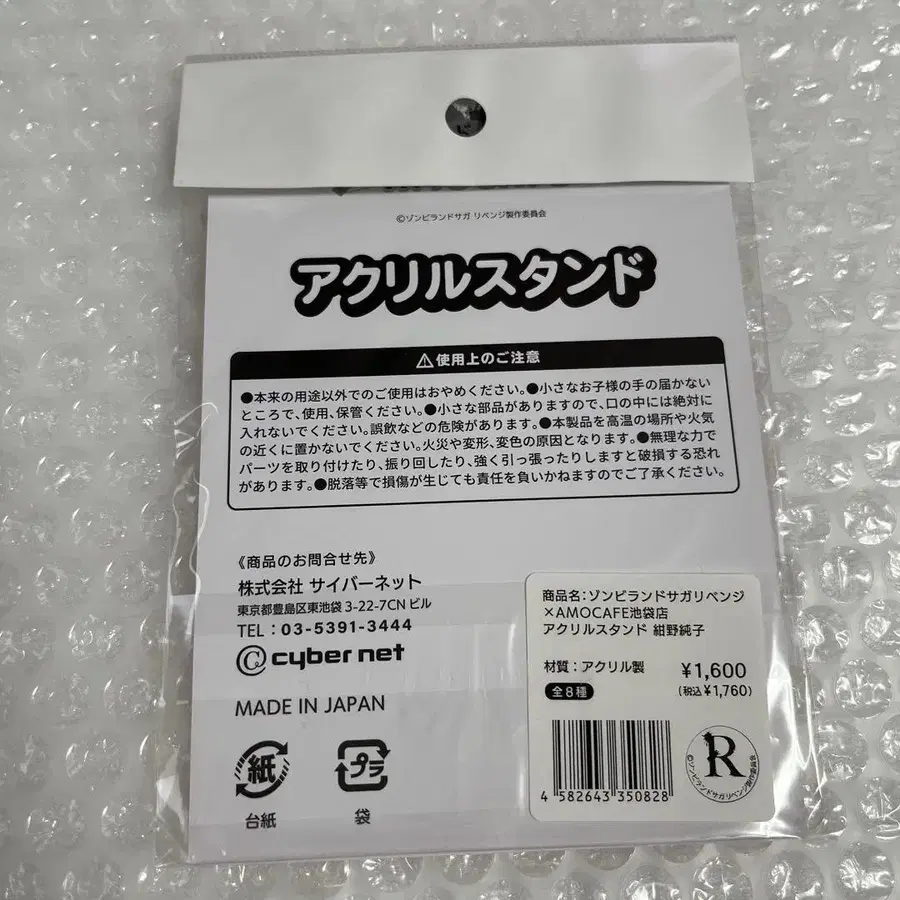 ©ゾンビランドサガ リベンジ製作委員会
アクリルスタンド
⚠使用上のご注意
●本来の用途以外でのご使用はおやめください。●小さなお子様の手の届かない
ところで、使用、保管ください。●小さな部品がありますので、口の中には絶対に
入れないでください。誤飲などの危険があります。●本製品を高温の場所や火気
の近くに置かないでください。火災や変形、変色の原因となります。●無理な力で
パーツを取り付けたり、振り回したり、強く引っ張ったりしますと破損する恐れ
があります。●脱落等で損傷が生じても責任を負いかねますのでご了承ください。
《商品のお問合せ先》
株式会社 サイバーネット
東京都豊島区東池袋 3-22-7CN ビル
TEL：03-5391-3444
cyber net
MADE IN JAPAN
紙
台紙
プラ
袋
商品名：ゾンビランドサガリベンジ
×AMOCAFE池袋店
アクリルスタンド 紺野純子
材質：アクリル製
¥1,600
全8種
(税込¥1,760)
4 582643 350828
R
©ゾンビランドサガリベンジ製作委員会